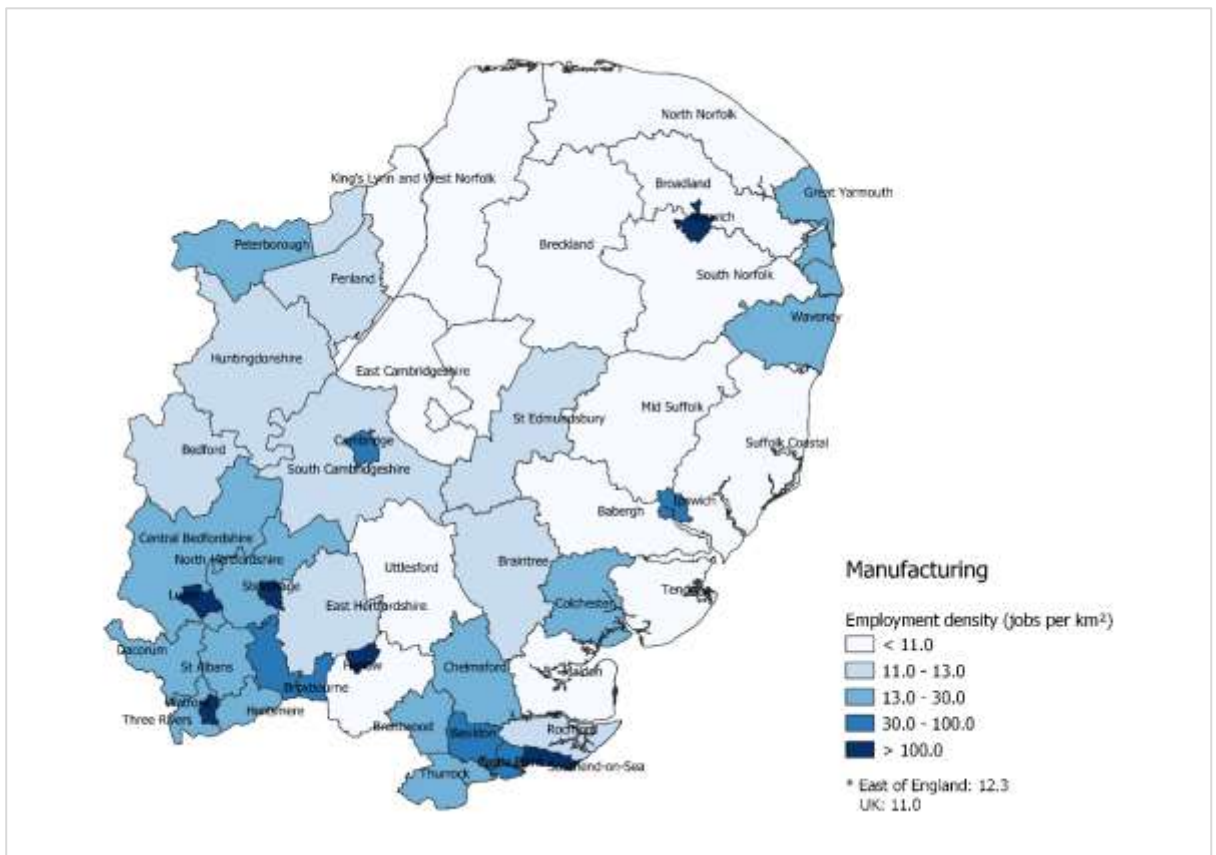 North Norfolk
King's Lynn and West Norfolk
Broadland
Great Yarmouth
Breckland
Peterborough
South Norfolk
Fenland
Waveney
Huntingdonshire
East Cambridgeshire
Mid Suffolk
St Edmundsbury
Cambridge
Suffolk Coastal
Bedford
South Cambridgeshire
Babergh
Central Bedfordshire
North Hertfordshire
Uttlesford
Braintree
Colchester
East Hertfordshire
Dacorum
St Albans
Chelmsford
Broxbourne
Three Rivers
Brentwood
Basildon
Rochford
Thurrock
Southend-on-Sea
Manufacturing
Employment density (jobs per km²)
< 11.0
11.0 - 13.0
13.0 - 30.0
30.0 - 100.0
> 100.0
* East of England: 12.3
UK: 11.0